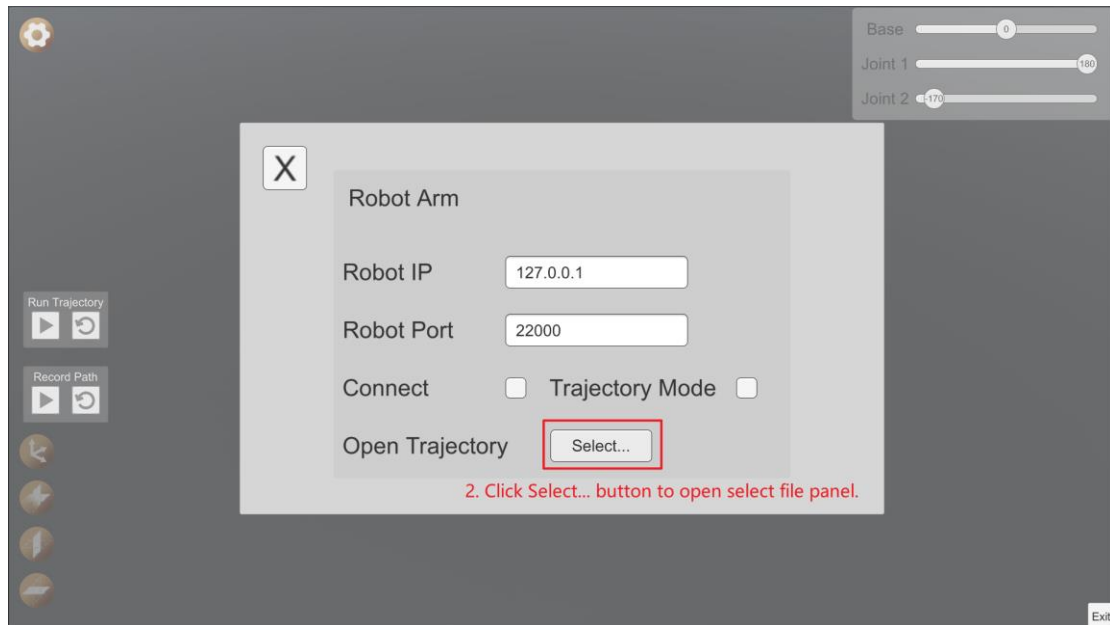 Base 0
Joint 1 180
Joint 2 -170
X
Robot Arm
Robot IP 127.0.0.1
Robot Port 22000
Connect Trajectory Mode
Open Trajectory Select...
2. Click Select... button to open select file panel.
Run Trajectory
Record Path
Exit